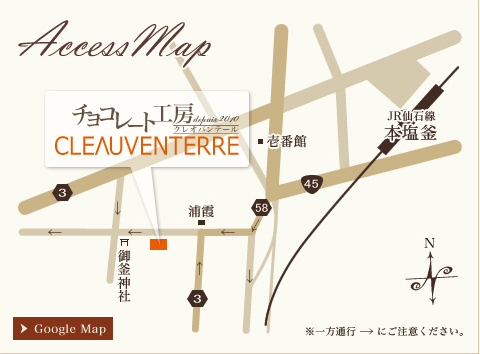 Access Map
チョコレート工房 depuis 2010
クレオバンテール
CLEAUVENTERRE
壱番館
JR仙石線
本塩釜
45
3
58
浦霞
御釜神社
3
N
Google Map
※一方通行 → にご注意ください。